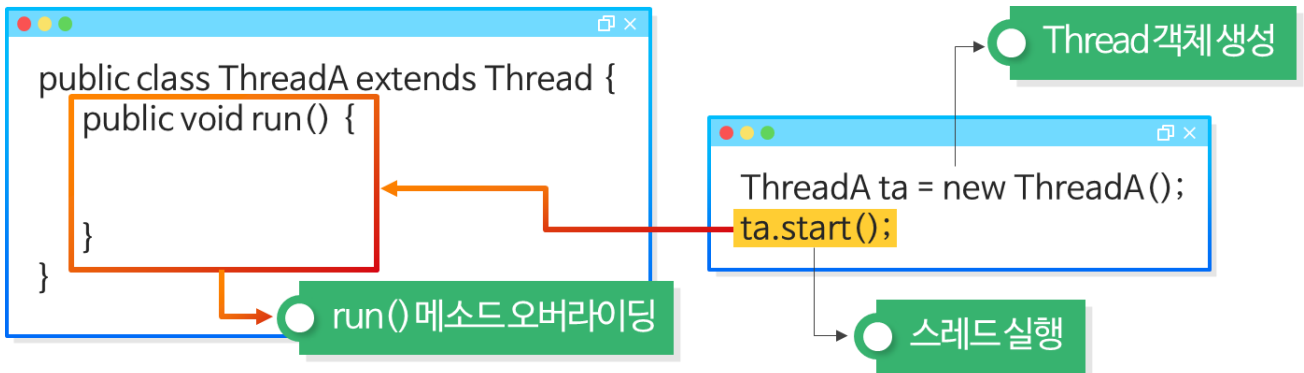 public class ThreadA extends Thread {
public void run() {
}
}
run() 메소드 오버라이딩
Thread 객체 생성
ThreadA ta = new ThreadA();
ta.start();
스레드 실행